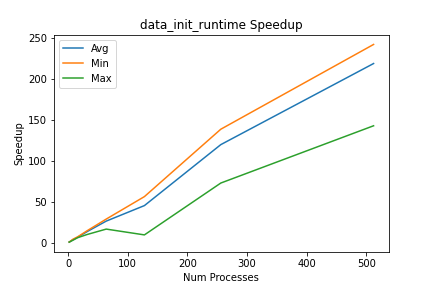 data_init_runtime Speedup
250
200
150
100
50
0
Speedup
Avg
Min
Max
0 100 200 300 400 500
Num Processes